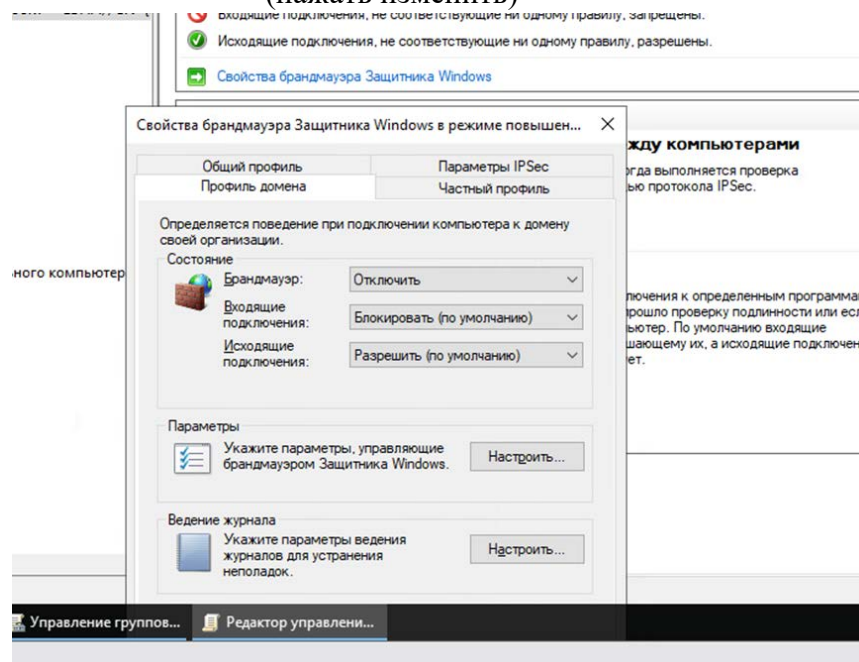 (нажать изменить)
Входящие подключения, не соответствующие ни одному правилу, запрещены.
Исходящие подключения, не соответствующие ни одному правилу, разрешены.
Свойства брандмауэра Защитника Windows
Свойства брандмауэра Защитника Windows в режиме повышен...
Общий профиль
Параметры IPSec
Профиль домена
Частный профиль
Определяется поведение при подключении компьютера к домену
своей организации.
Состояние
Брандмауэр:
Отключить
Входящие
подключения:
Блокировать (по умолчанию)
Исходящие
подключения:
Разрешить (по умолчанию)
Параметры
Укажите параметры, управляющие
брандмауэром Защитника Windows.
Настроить...
Ведение журнала
Укажите параметры ведения
журналов для устранения
неполадок.
Настроить...
жду компьютерами
огда выполняется проверка
ью протокола IPSec.
ного компьютер
лючения к определенным программа
прошло проверку подлинности или есл
ьютер. По умолчанию входящие
шающему их, а исходящие подключен
ет.
Управление группов...
Редактор управлени...